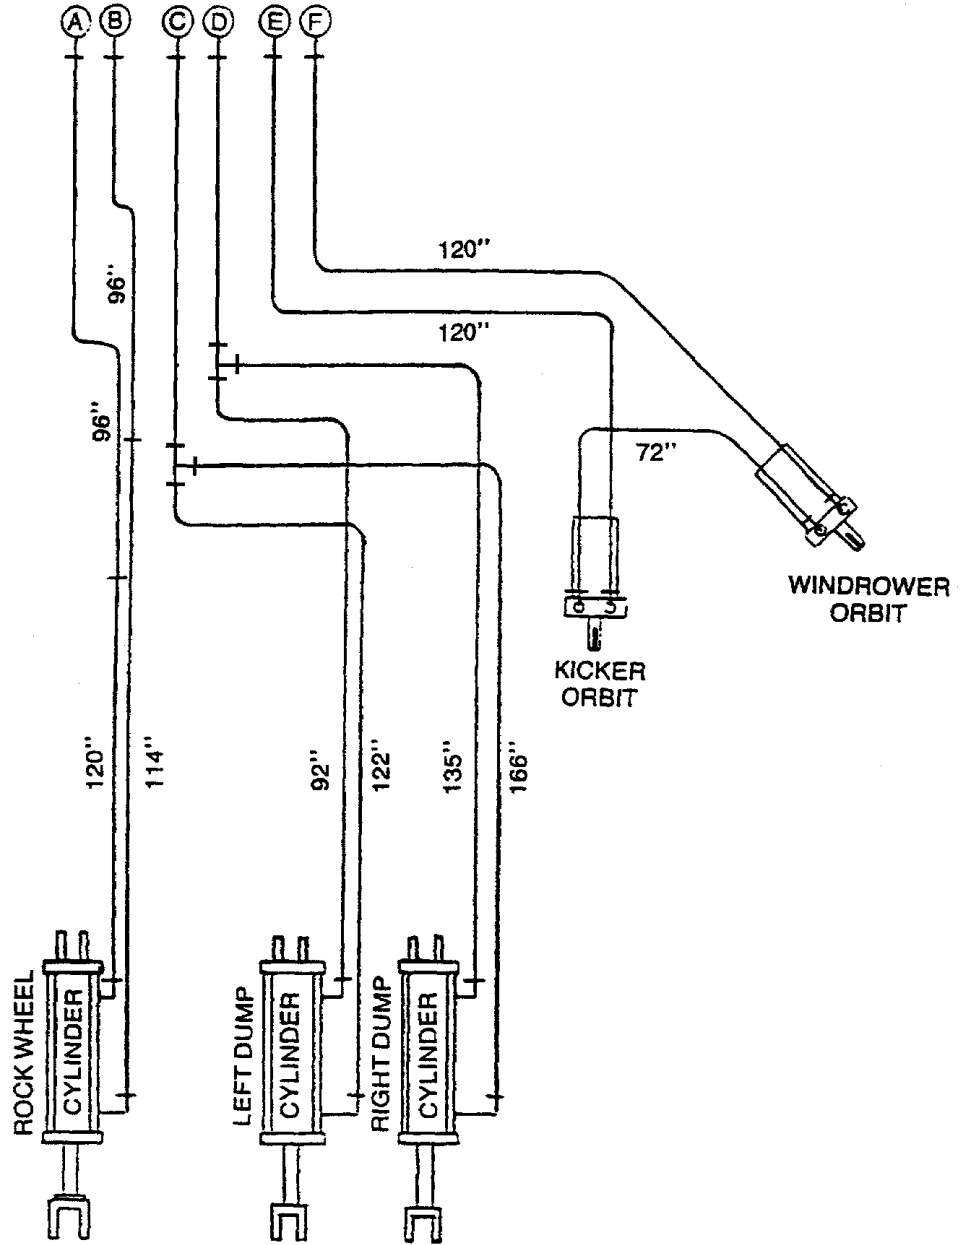 A B C D E F
120"
96"
120"
96"
72"
WINDROWER
ORBIT
KICKER
ORBIT
120"
114"
92"
122"
135"
166"
ROCK WHEEL
CYLINDER
LEFT DUMP
CYLINDER
RIGHT DUMP
CYLINDER